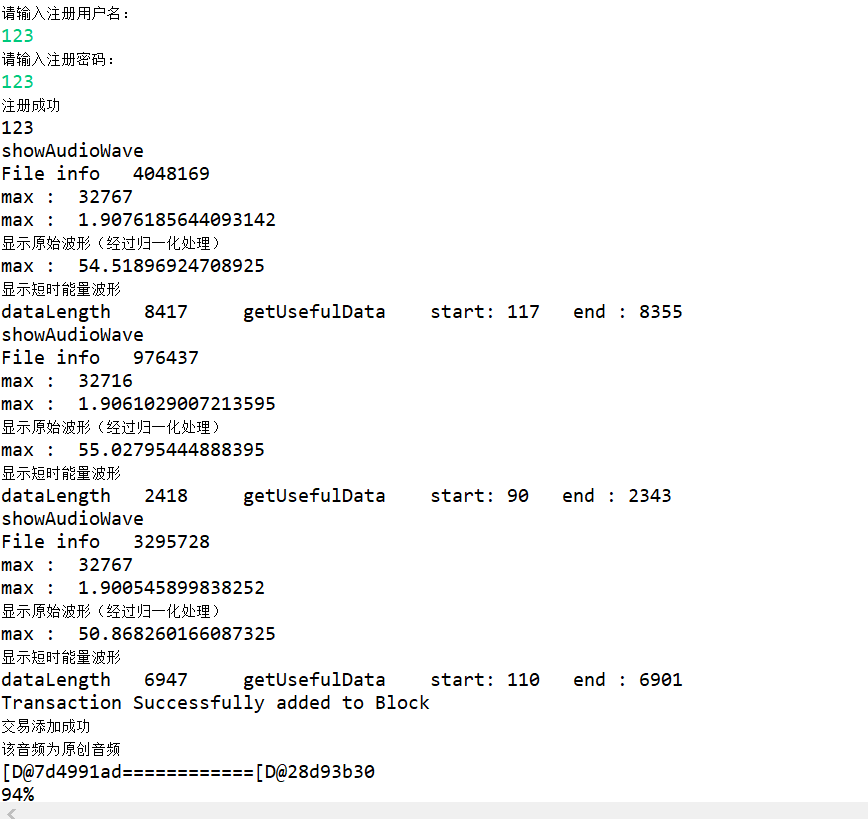 请输入注册用户名：
123
请输入注册密码：
123
注册成功
123
showAudioWave
File info   4048169
max :  32767
max :  1.9076185644093142
显示原始波形（经过归一化处理）
max :  54.51896924708925
显示短时能量波形
dataLength   8417     getUsefulData    start: 117   end : 8355
showAudioWave
File info   976437
max :  32716
max :  1.9061029007213595
显示原始波形（经过归一化处理）
max :  55.02795444888395
显示短时能量波形
dataLength   2418     getUsefulData    start: 90   end : 2343
showAudioWave
File info   3295728
max :  32767
max :  1.900545899838252
显示原始波形（经过归一化处理）
max :  50.868260166087325
显示短时能量波形
dataLength   6947     getUsefulData    start: 110   end : 6901
Transaction Successfully added to Block
交易添加成功
该音频为原创音频
[D@7d4991ad============[D@28d93b30
94%